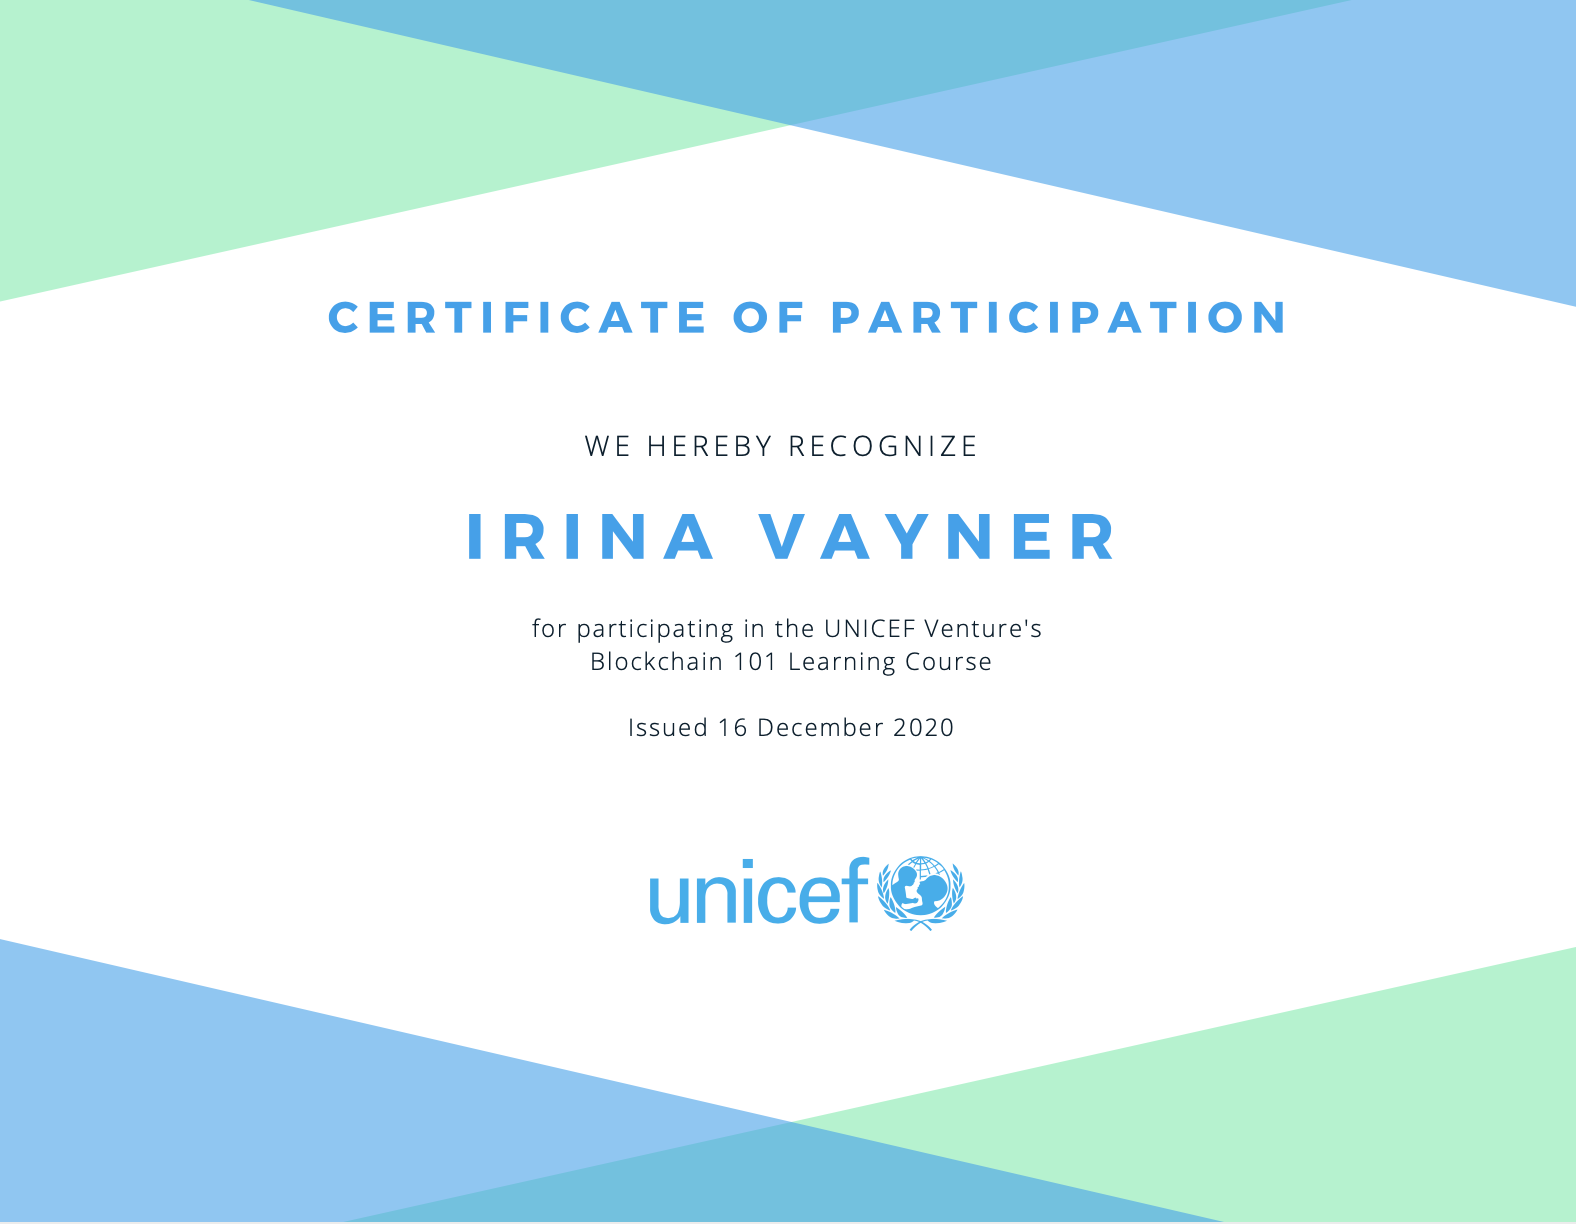 CERTIFICATE OF PARTICIPATION
WE HEREBY RECOGNIZE
IRINA VAYNER
for participating in the UNICEF Venture's
Blockchain 101 Learning Course
Issued 16 December 2020
unicef